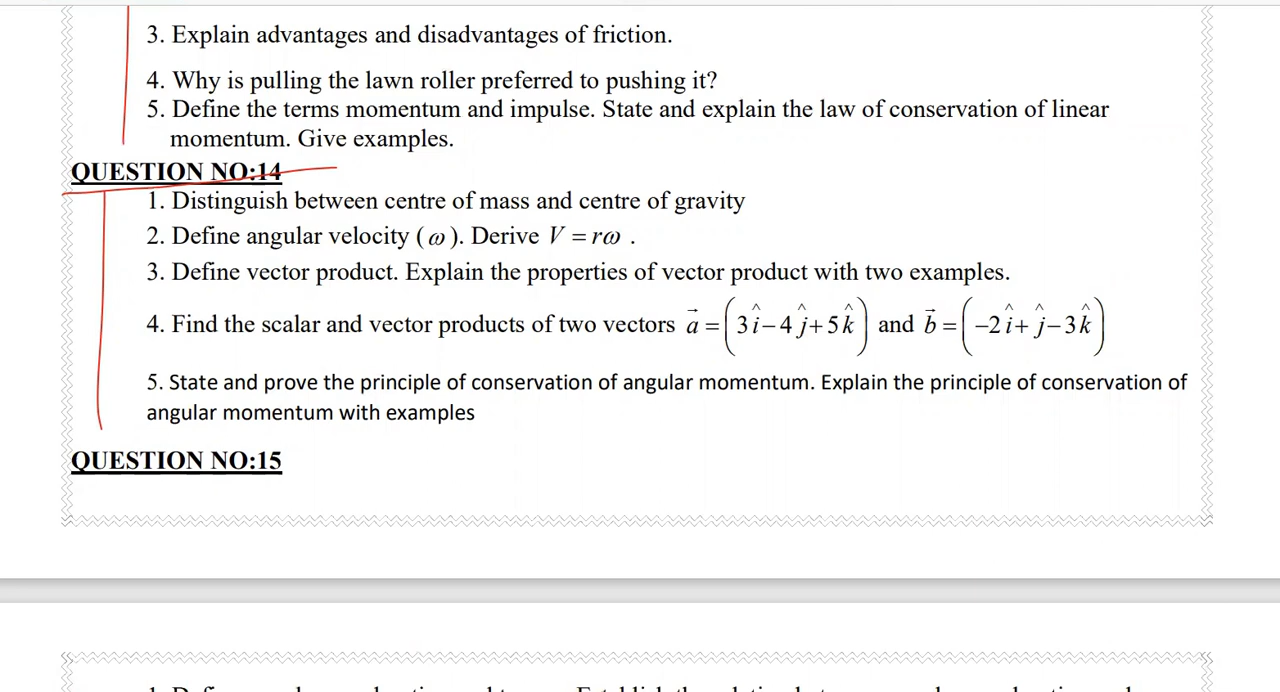 3. Explain advantages and disadvantages of friction.
4. Why is pulling the lawn roller preferred to pushing it?
5. Define the terms momentum and impulse. State and explain the law of conservation of linear
momentum. Give examples.
QUESTION NO:14
1. Distinguish between centre of mass and centre of gravity
2. Define angular velocity ( ω ). Derive V = rω .
3. Define vector product. Explain the properties of vector product with two examples.
4. Find the scalar and vector products of two vectors a⃗ = (3î − 4ĵ + 5k̂) and b⃗ = (−2î + ĵ − 3k̂)
5. State and prove the principle of conservation of angular momentum. Explain the principle of conservation of
angular momentum with examples
QUESTION NO:15